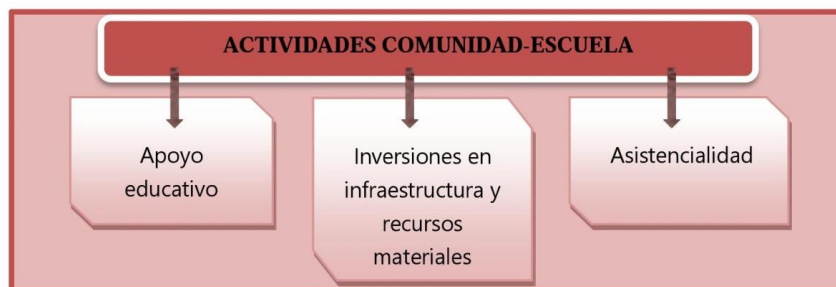 ACTIVIDADES COMUNIDAD-ESCUELA
Apoyo
educativo
Inversiones en
infraestructura y
recursos
materiales
Asistencialidad